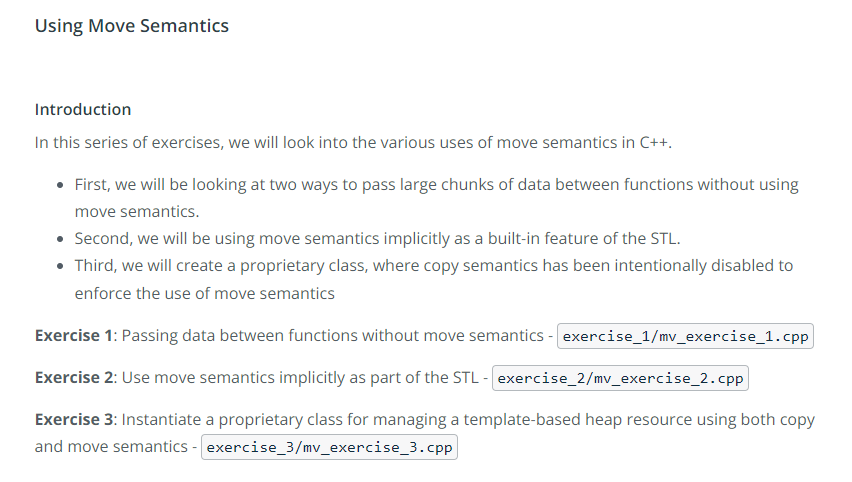 Using Move Semantics
Introduction
In this series of exercises, we will look into the various uses of move semantics in C++.
• First, we will be looking at two ways to pass large chunks of data between functions without using
move semantics.
• Second, we will be using move semantics implicitly as a built-in feature of the STL.
• Third, we will create a proprietary class, where copy semantics has been intentionally disabled to
enforce the use of move semantics
Exercise 1: Passing data between functions without move semantics - exercise_1/mv_exercise_1.cpp
Exercise 2: Use move semantics implicitly as part of the STL - exercise_2/mv_exercise_2.cpp
Exercise 3: Instantiate a proprietary class for managing a template-based heap resource using both copy
and move semantics - exercise_3/mv_exercise_3.cpp